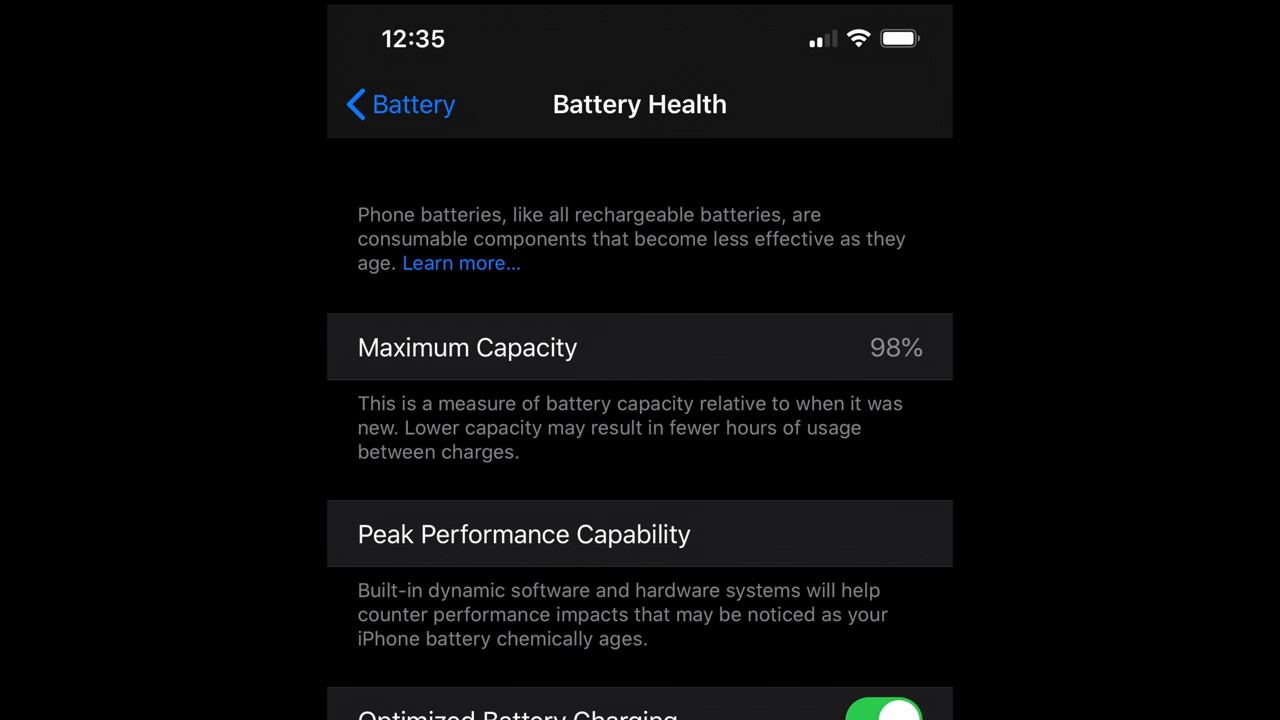 12:35
Battery
Battery Health
Phone batteries, like all rechargeable batteries, are
consumable components that become less effective as they
age. Learn more...
Maximum Capacity 98%
This is a measure of battery capacity relative to when it was
new. Lower capacity may result in fewer hours of usage
between charges.
Peak Performance Capability
Built-in dynamic software and hardware systems will help
counter performance impacts that may be noticed as your
iPhone battery chemically ages.
Optimized Battery Charging